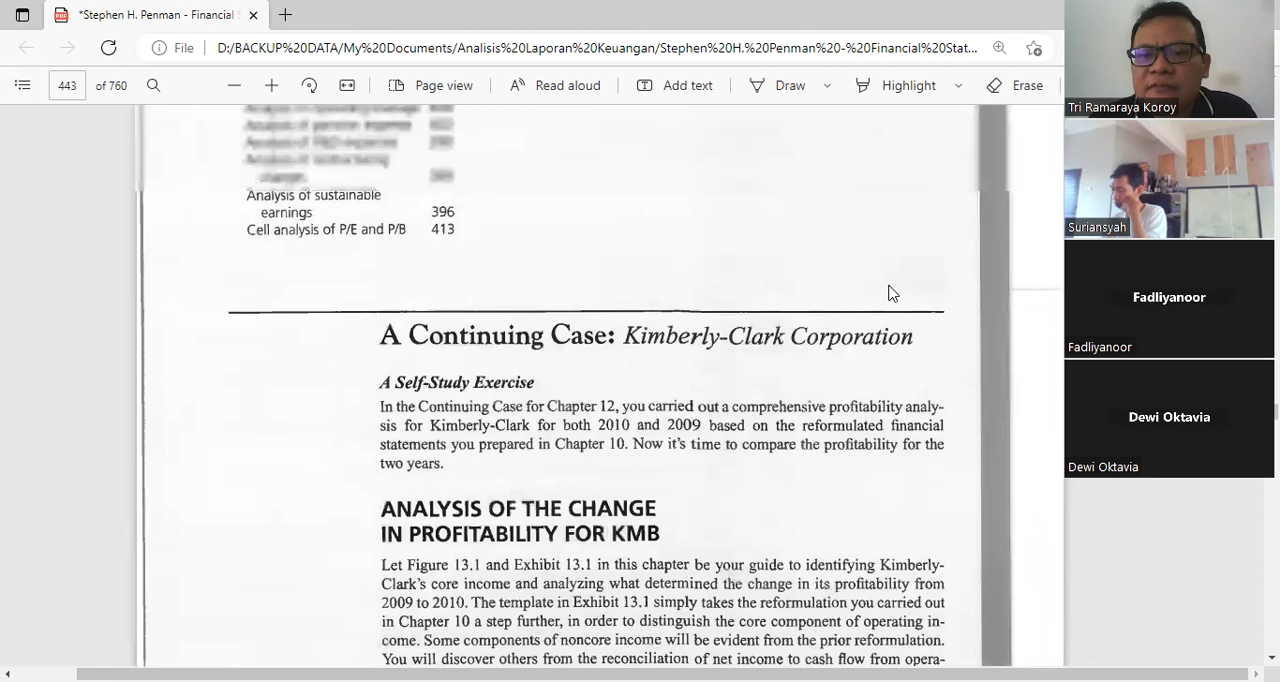 *Stephen H. Penman - Financial S
File
D:/BACKUP%20DATA/My%20Documents/Analisis%20Laporan%20Keuangan/Stephen%20H.%20Penman%20-%20Financial%20Stat...
443
of 760
Page view
Read aloud
Add text
Draw
Highlight
Erase
Analysis of sustainable
earnings 396
Cell analysis of P/E and P/B 413
A Continuing Case: Kimberly-Clark Corporation
A Self-Study Exercise
In the Continuing Case for Chapter 12, you carried out a comprehensive profitability analy-
sis for Kimberly-Clark for both 2010 and 2009 based on the reformulated financial
statements you prepared in Chapter 10. Now it's time to compare the profitability for the
two years.
ANALYSIS OF THE CHANGE
IN PROFITABILITY FOR KMB
Let Figure 13.1 and Exhibit 13.1 in this chapter be your guide to identifying Kimberly-
Clark's core income and analyzing what determined the change in its profitability from
2009 to 2010. The template in Exhibit 13.1 simply takes the reformulation you carried out
in Chapter 10 a step further, in order to distinguish the core component of operating in-
come. Some components of noncore income will be evident from the prior reformulation.
You will discover others from the reconciliation of net income to cash flow from opera-
Tri Ramaraya Koroy
Suriansyah
Fadliyanoor
Fadliyanoor
Dewi Oktavia
Dewi Oktavia